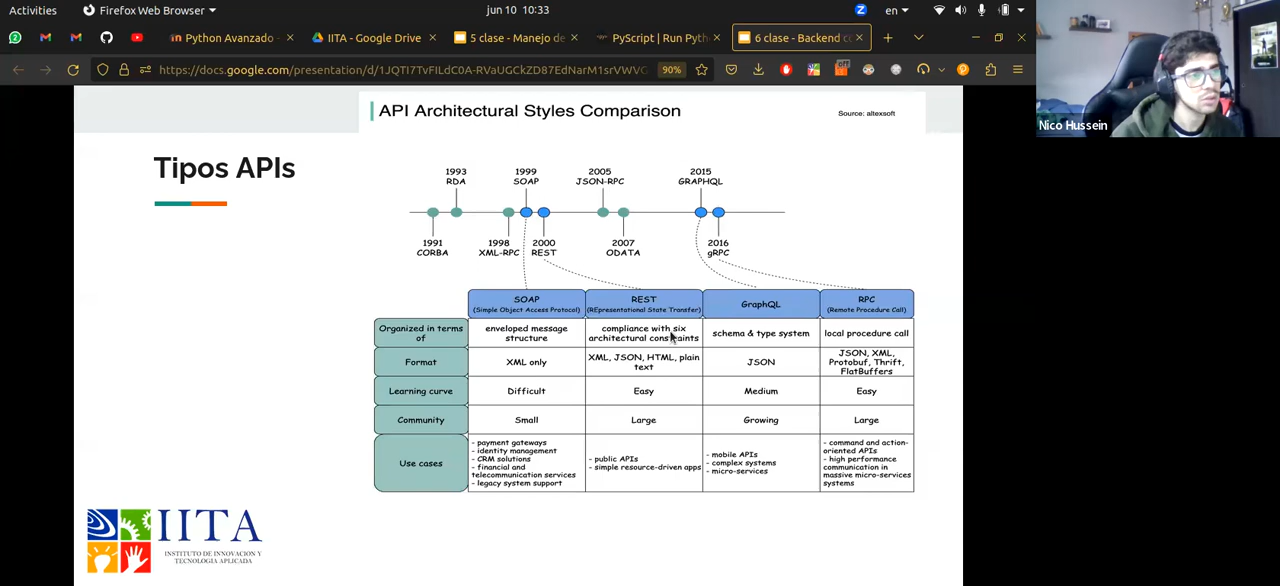 Activities
Firefox Web Browser
jun 10 10:33
en
Python Avanzado -
IITA - Google Drive
5 clase - Manejo de
PyScript | Run Pyth
6 clase - Backend c
https://docs.google.com/presentation/d/1JQTI7TvFILdC0A-RVaUGCkZD87EdNarM1srVWVG
90%
off
Nico Hussein
API Architectural Styles Comparison
Source: altexsoft
Tipos APIs
1993
RDA
1999
SOAP
2005
JSON-RPC
2015
GRAPHQL
1991
CORBA
1998
XML-RPC
2000
REST
2007
ODATA
2016
gRPC
SOAP
(Simple Object Access Protocol)
REST
(REpresentational State Transfer)
GraphQL
RPC
(Remote Procedure Call)
Organized in terms
of
enveloped message
structure
compliance with six
architectural constraints
schema & type system
local procedure call
Format
XML only
XML, JSON, HTML, plain
text
JSON
JSON, XML,
Protobuf, Thrift,
FlatBuffers
Learning curve
Difficult
Easy
Medium
Easy
Community
Small
Large
Growing
Large
Use cases
- payment gateways
- identity management
- CRM solutions
- financial and
telecommunication services
- legacy system support
- public APIs
- simple resource-driven apps
- mobile APIs
- complex systems
- micro-services
- command and action-
oriented APIs
- high performance
communication in
massive micro-services
systems
IITA
INSTITUTO DE INNOVACION Y
TECNOLOGIA APLICADA